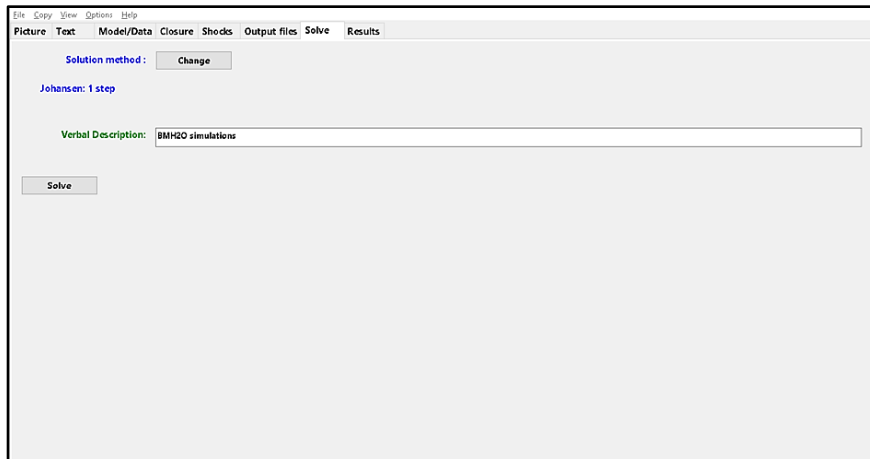 File Copy View Options Help
Picture Text Model/Data Closure Shocks Output files Solve Results
Solution method : Change
Johansen: 1 step
Verbal Description: BMH2O simulations
Solve